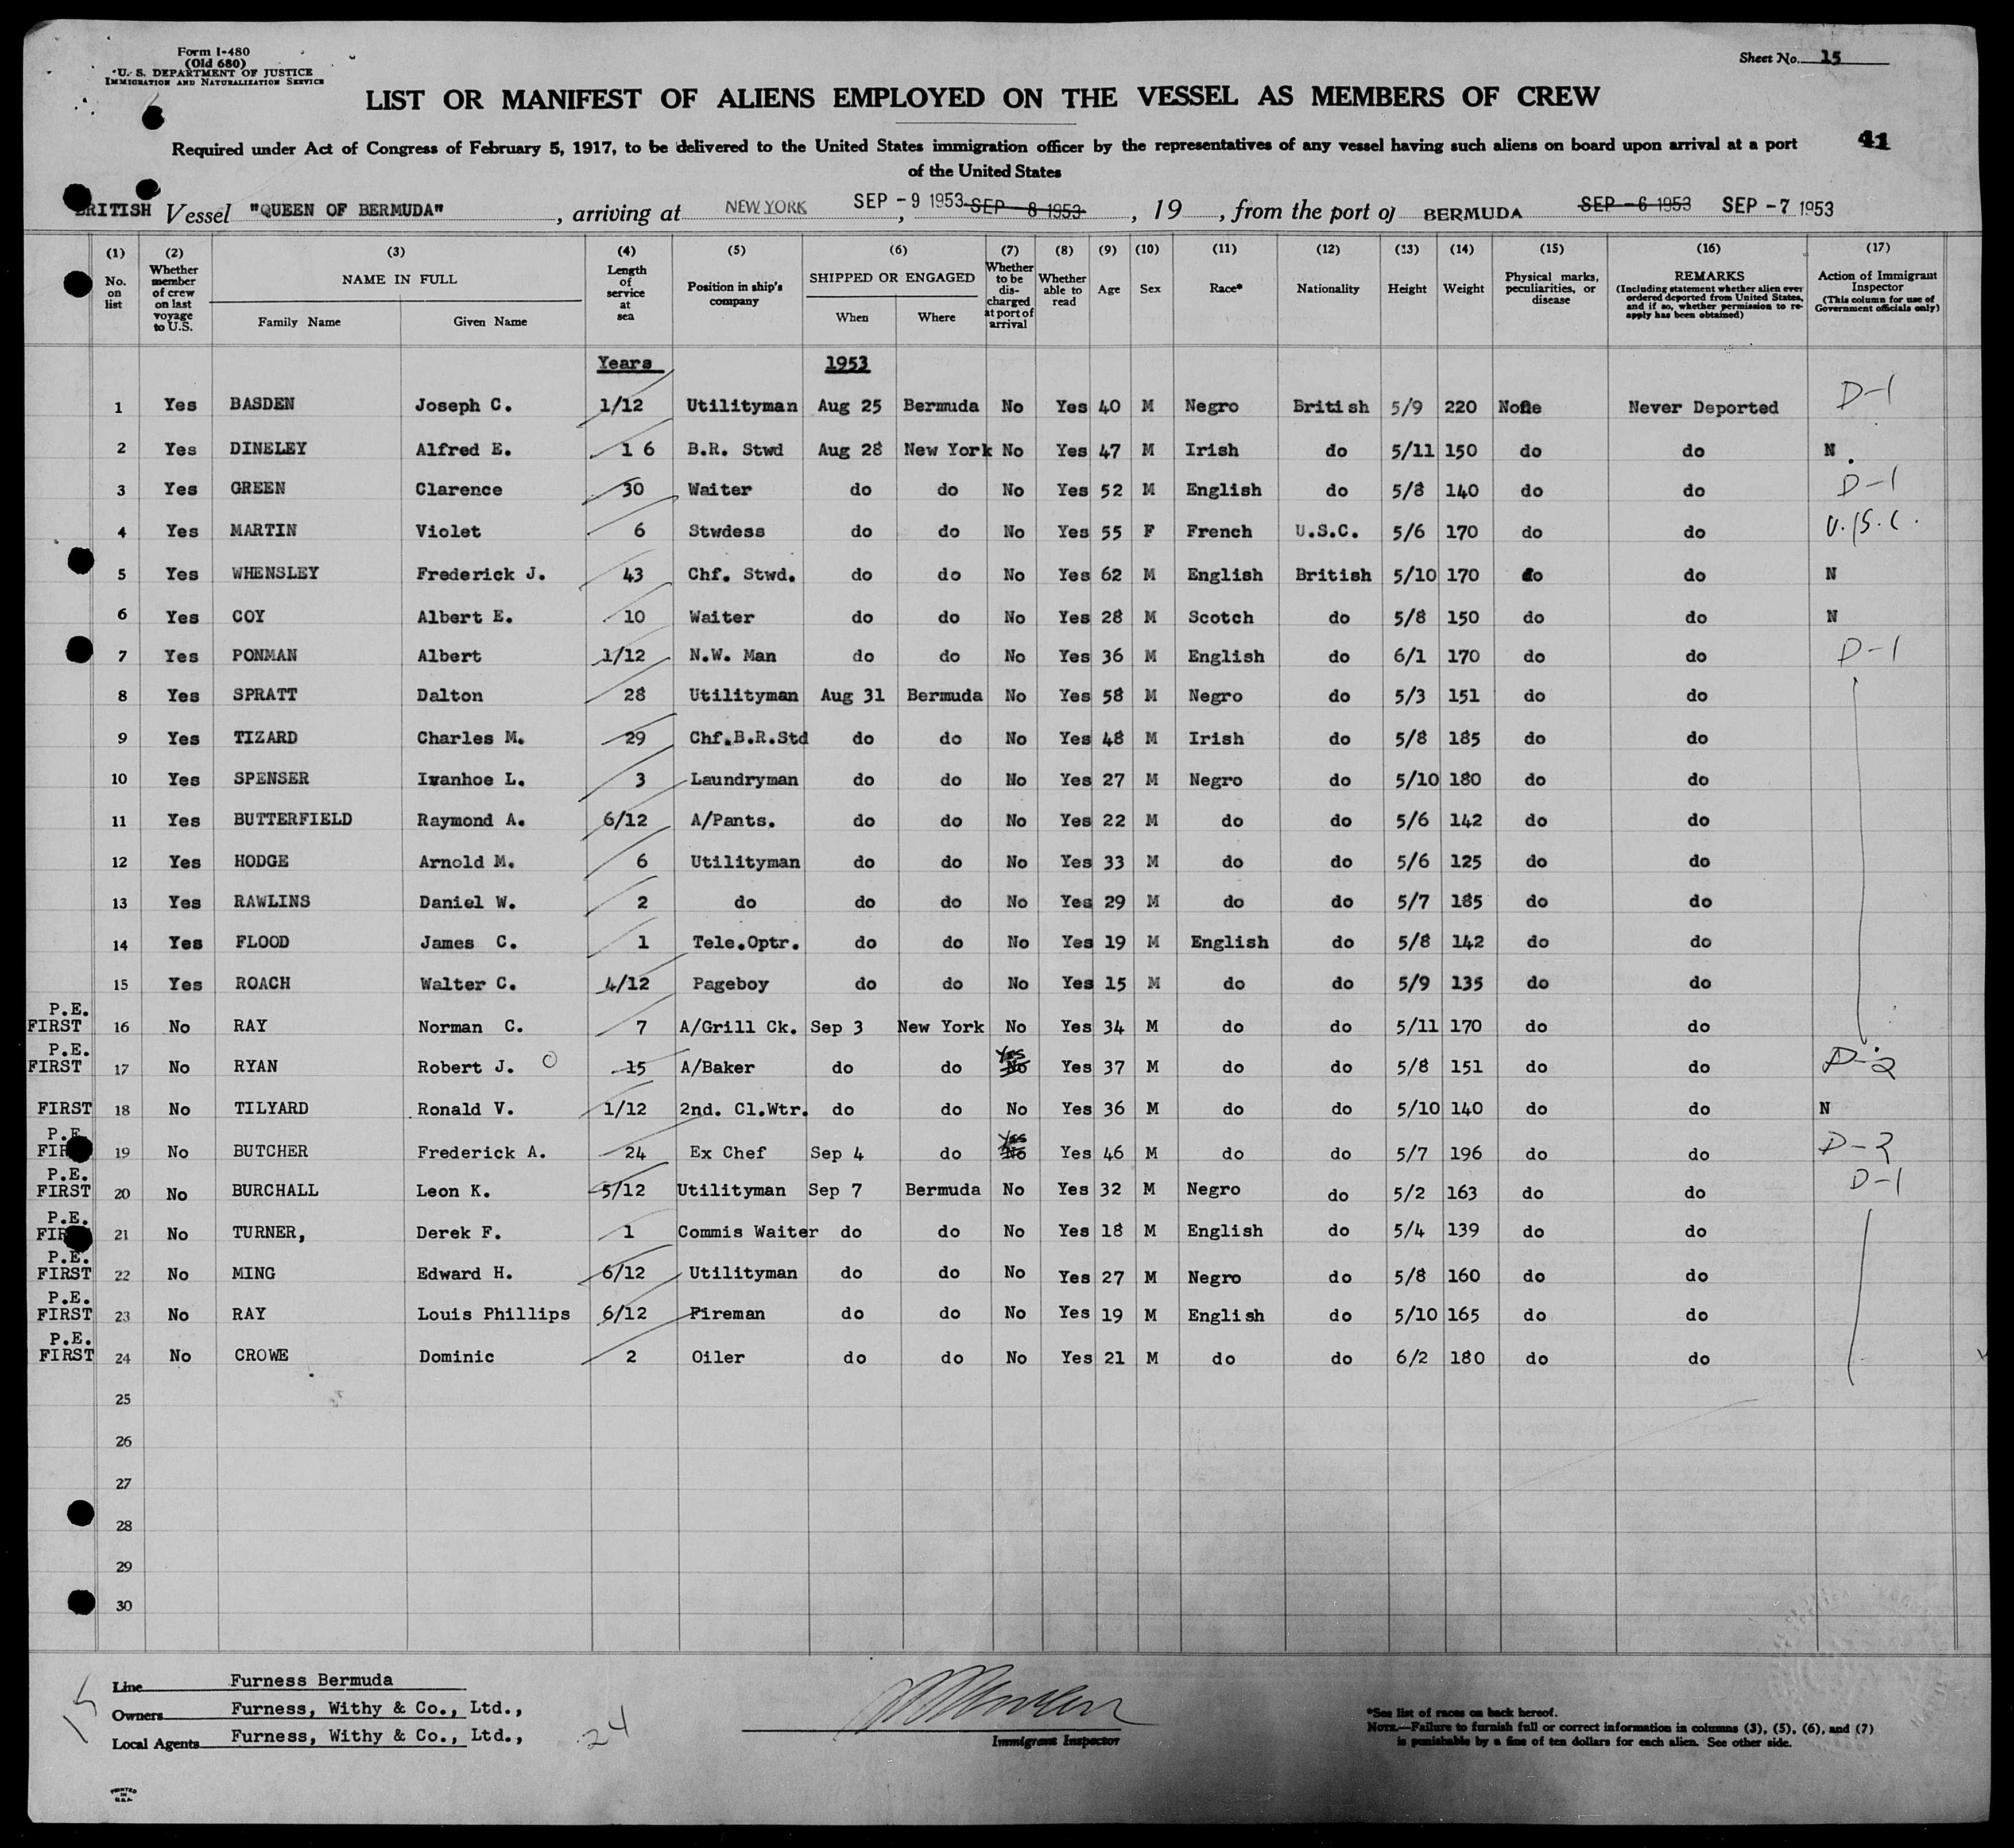 Form I-480
(Old 680)
U. S. DEPARTMENT OF JUSTICE
IMMIGRATION AND NATURALIZATION SERVICE
Sheet No. 15
LIST OR MANIFEST OF ALIENS EMPLOYED ON THE VESSEL AS MEMBERS OF CREW
41
Required under Act of Congress of February 5, 1917, to be delivered to the United States immigration officer by the representatives of any vessel having such aliens on board upon arrival at a port
of the United States
BRITISH Vessel "QUEEN OF BERMUDA", arriving at NEW YORK SEP - 9 1953 SEP - 8 1953, 19 , from the port of BERMUDA SEP - 6 1953 SEP - 7 1953
(1) (2) (3) (4) (5) (6) (7) (8) (9) (10) (11) (12) (13) (14) (15) (16) (17)
No. on list
Whether member of crew on last voyage to U.S.
NAME IN FULL
Family Name Given Name
Length of service at sea
Position in ship's company
SHIPPED OR ENGAGED
When Where
Whether to be discharged at port of arrival
Whether able to read
Age Sex Race* Nationality Height Weight
Physical marks, peculiarities, or disease
REMARKS
(Including statement whether alien ever ordered deported from United States, and if so, whether permission to reapply has been obtained)
Action of Immigrant Inspector
(This column for use of Government officials only)
Years 1953
1 Yes BASDEN Joseph C. 1/12 Utilityman Aug 25 Bermuda No Yes 40 M Negro British 5/9 220 None Never Deported D-1
2 Yes DINELEY Alfred E. 1 6 B.R. Stwd Aug 28 New York No Yes 47 M Irish do 5/11 150 do do N
3 Yes GREEN Clarence 30 Waiter do do No Yes 52 M English do 5/8 140 do do D-1
4 Yes MARTIN Violet 6 Stwdess do do No Yes 55 F French U.S.C. 5/6 170 do do U.S.C.
5 Yes WHENSLEY Frederick J. 43 Chf. Stwd. do do No Yes 62 M English British 5/10 170 do do N
6 Yes COY Albert E. 10 Waiter do do No Yes 28 M Scotch do 5/8 150 do do N
7 Yes PONMAN Albert 1/12 N.W. Man do do No Yes 36 M English do 6/1 170 do do D-1
8 Yes SPRATT Dalton 28 Utilityman Aug 31 Bermuda No Yes 58 M Negro do 5/3 151 do do
9 Yes TIZARD Charles M. 29 Chf.B.R.Std do do No Yes 48 M Irish do 5/8 185 do do
10 Yes SPENSER Ivanhoe L. 3 Laundryman do do No Yes 27 M Negro do 5/10 180 do do
11 Yes BUTTERFIELD Raymond A. 6/12 A/Pants. do do No Yes 22 M do do 5/6 142 do do
12 Yes HODGE Arnold M. 6 Utilityman do do No Yes 33 M do do 5/6 125 do do
13 Yes RAWLINS Daniel W. 2 do do do No Yes 29 M do do 5/7 185 do do
14 Yes FLOOD James C. 1 Tele.Optr. do do No Yes 19 M English do 5/8 142 do do
15 Yes ROACH Walter C. 4/12 Pageboy do do No Yes 15 M do do 5/9 135 do do
P.E.
FIRST 16 No RAY Norman C. 7 A/Grill Ck. Sep 3 New York No Yes 34 M do do 5/11 170 do do
P.E. Yes
FIRST 17 No RYAN Robert J. 15 A/Baker do do No Yes 37 M do do 5/8 151 do do D-2
FIRST 18 No TILYARD Ronald V. 1/12 2nd. Cl.Wtr. do do No Yes 36 M do do 5/10 140 do do N
P.E. Yes
FIRST 19 No BUTCHER Frederick A. 24 Ex Chef Sep 4 do No Yes 46 M do do 5/7 196 do do D-2
P.E.
FIRST 20 No BURCHALL Leon K. 5/12 Utilityman Sep 7 Bermuda No Yes 32 M Negro do 5/2 163 do do D-1
P.E.
FIRST 21 No TURNER, Derek F. 1 Commis Waiter do do No Yes 18 M English do 5/4 139 do do
P.E.
FIRST 22 No MING Edward H. 6/12 Utilityman do do No Yes 27 M Negro do 5/8 160 do do
P.E.
FIRST 23 No RAY Louis Phillips 6/12 Fireman do do No Yes 19 M English do 5/10 165 do do
P.E.
FIRST 24 No CROWE Dominic 2 Oiler do do No Yes 21 M do do 6/2 180 do do
25
26
27
28
29
30
Line Furness Bermuda
Owners Furness, Withy & Co., Ltd.,
Local Agents Furness, Withy & Co., Ltd.,
24
Immigrant Inspector
*See list of races on back hereof.
NOTE.—Failure to furnish full or correct information in columns (3), (5), (6), and (7)
is punishable by a fine of ten dollars for each alien. See other side.
PRINTED
IN
U.S.A.